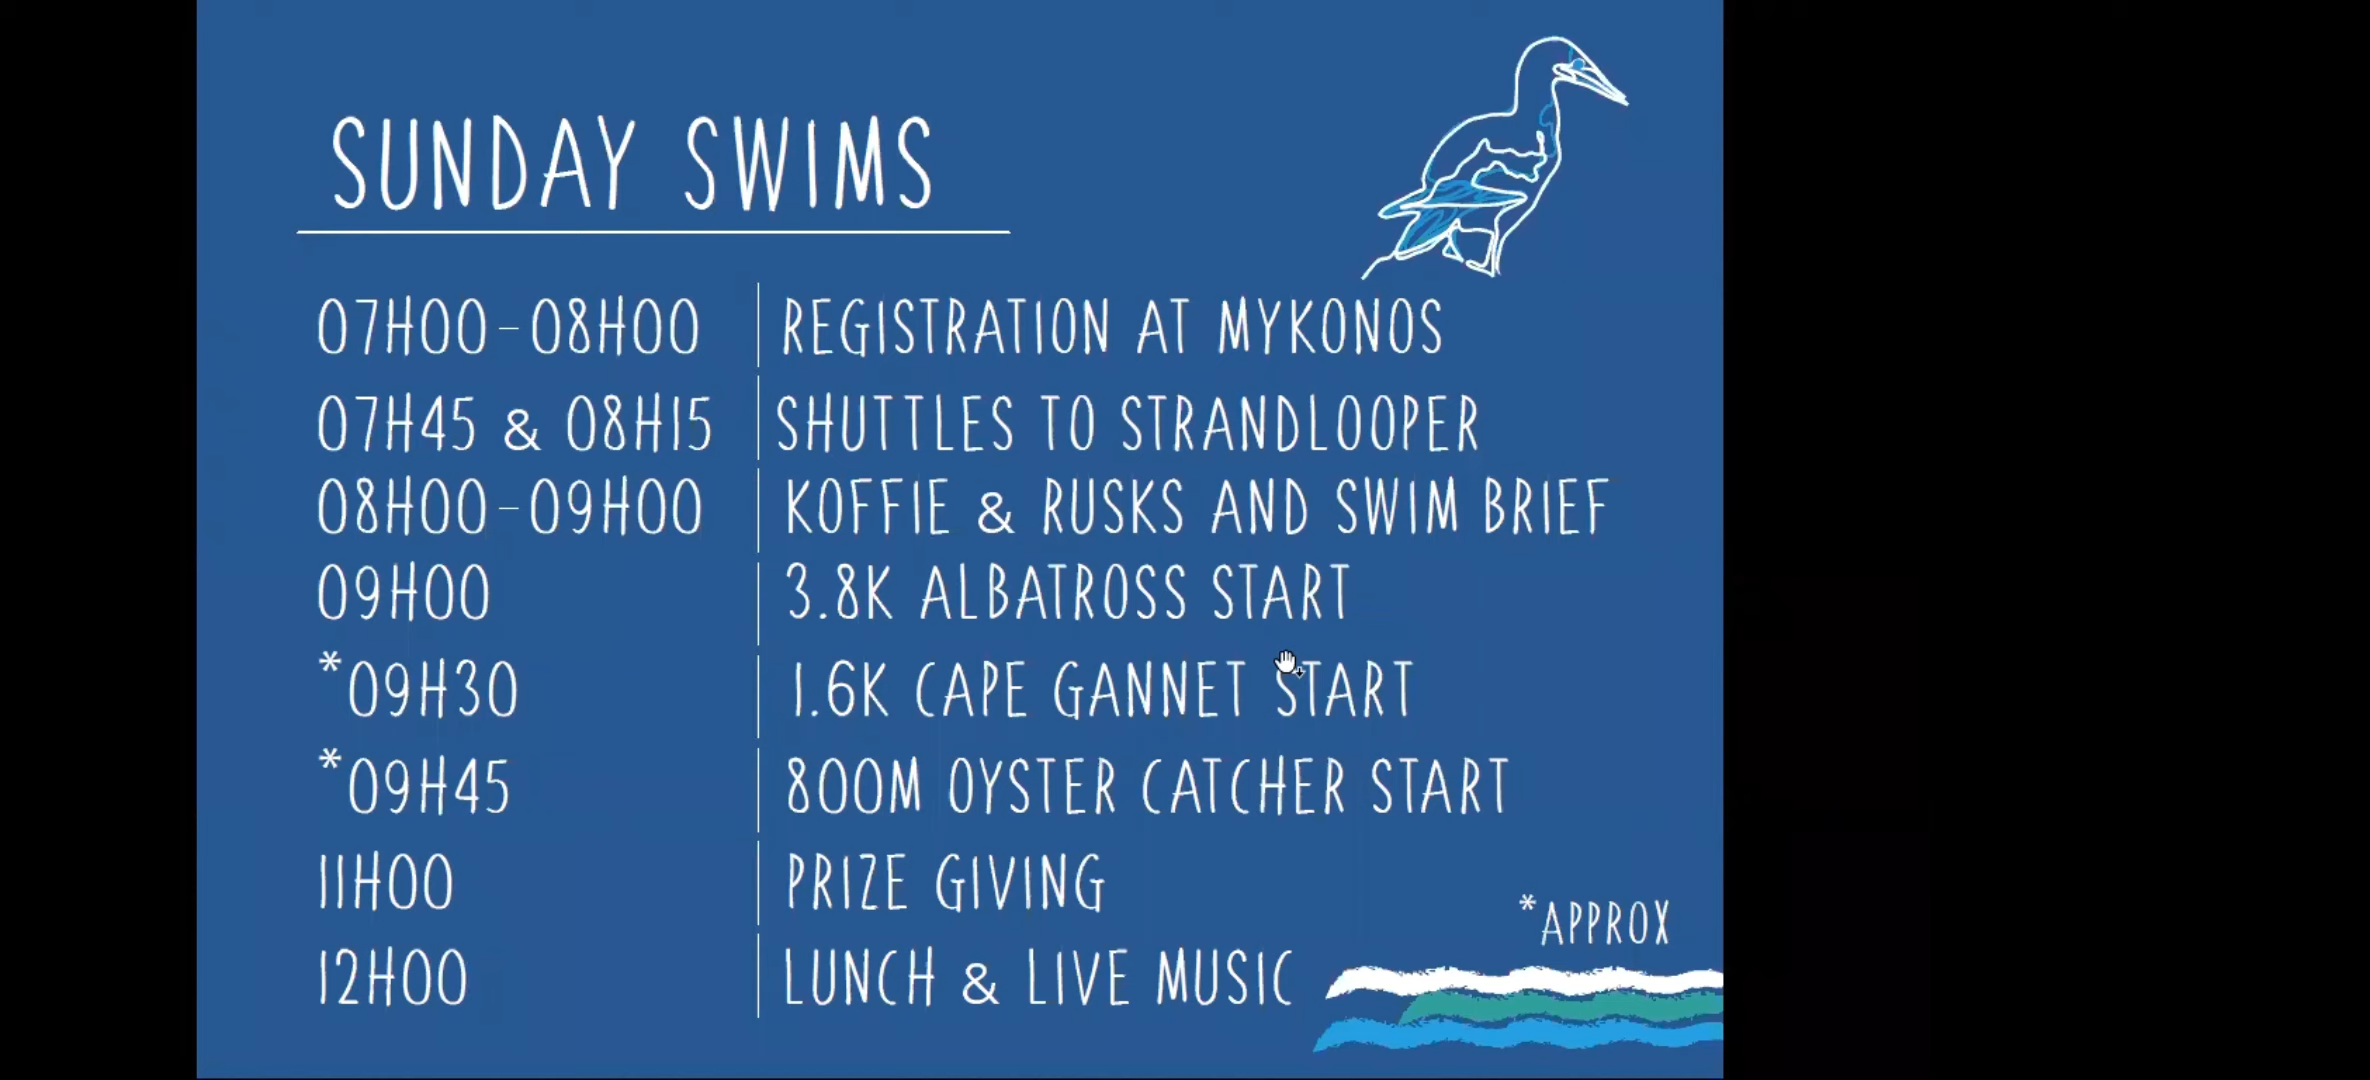 SUNDAY SWIMS
07H00-08H00 REGISTRATION AT MYKONOS
07H45 & 08H15 SHUTTLES TO STRANDLOOPER
08H00-09H00 KOFFIE & RUSKS AND SWIM BRIEF
09H00 3.8K ALBATROSS START
*09H30 1.6K CAPE GANNET START
*09H45 800M OYSTER CATCHER START
11H00 PRIZE GIVING
*APPROX
12H00 LUNCH & LIVE MUSIC